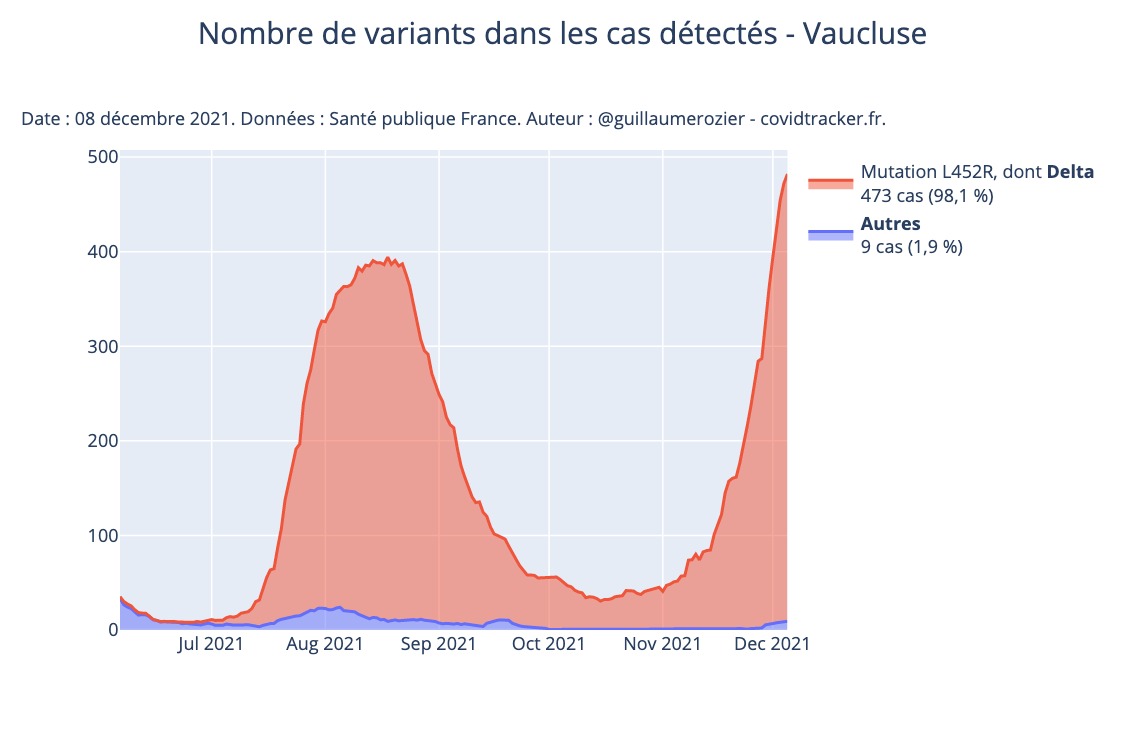 Nombre de variants dans les cas détectés - Vaucluse
Date : 08 décembre 2021. Données : Santé publique France. Auteur : @guillaumerozier - covidtracker.fr.
500
400
300
200
100
0
Jul 2021
Aug 2021
Sep 2021
Oct 2021
Nov 2021
Dec 2021
Mutation L452R, dont Delta
473 cas (98,1 %)
Autres
9 cas (1,9 %)